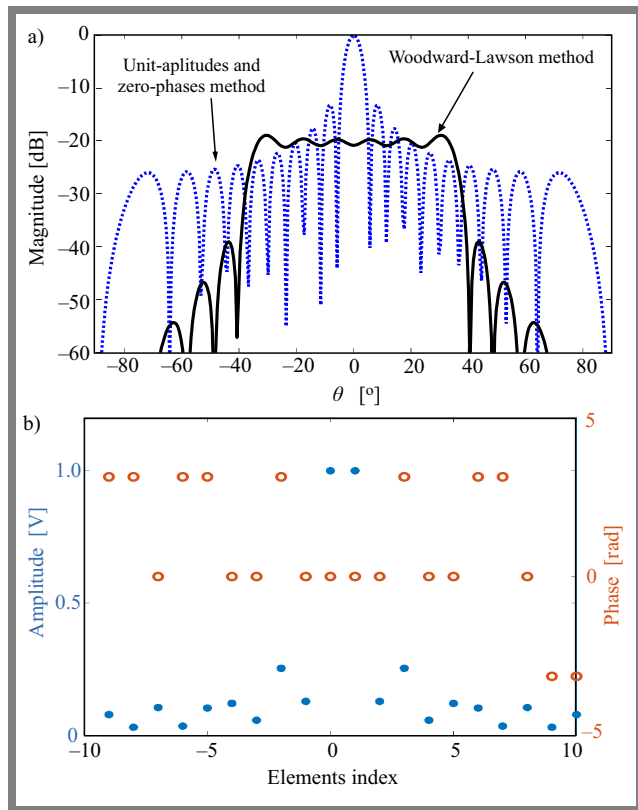 a)
0
Unit-aplitudes and
zero-phases method
Woodward-Lawson method
–10
–20
–30
–40
–50
–60
Magnitude [dB]
–80 –60 –40 –20 0 20 40 60 80
θ [º]
b)
5
1.0
0.5
0
Amplitude [V]
0
–5
Phase [rad]
–10 –5 0 5 10
Elements index